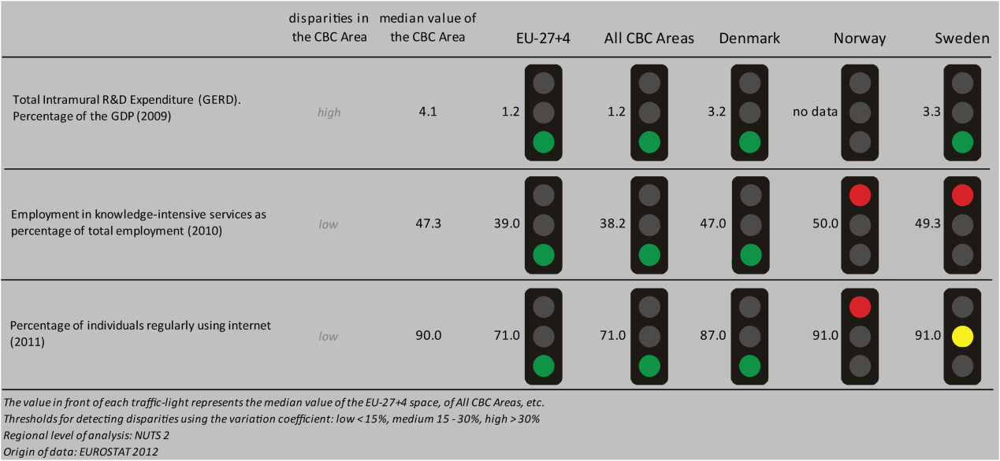 disparities in median value of
the CBC Area the CBC Area EU-27+4 All CBC Areas Denmark Norway Sweden
Total Intramural R&D Expenditure (GERD).
Percentage of the GDP (2009)
high 4.1 1.2 1.2 3.2 no data 3.3
Employment in knowledge-intensive services as
percentage of total employment (2010)
low 47.3 39.0 38.2 47.0 50.0 49.3
Percentage of individuals regularly using internet
(2011)
low 90.0 71.0 71.0 87.0 91.0 91.0
The value in front of each traffic-light represents the median value of the EU-27+4 space, of All CBC Areas, etc.
Thresholds for detecting disparities using the variation coefficient: low < 15%, medium 15 - 30%, high > 30%
Regional level of analysis: NUTS 2
Origin of data: EUROSTAT 2012